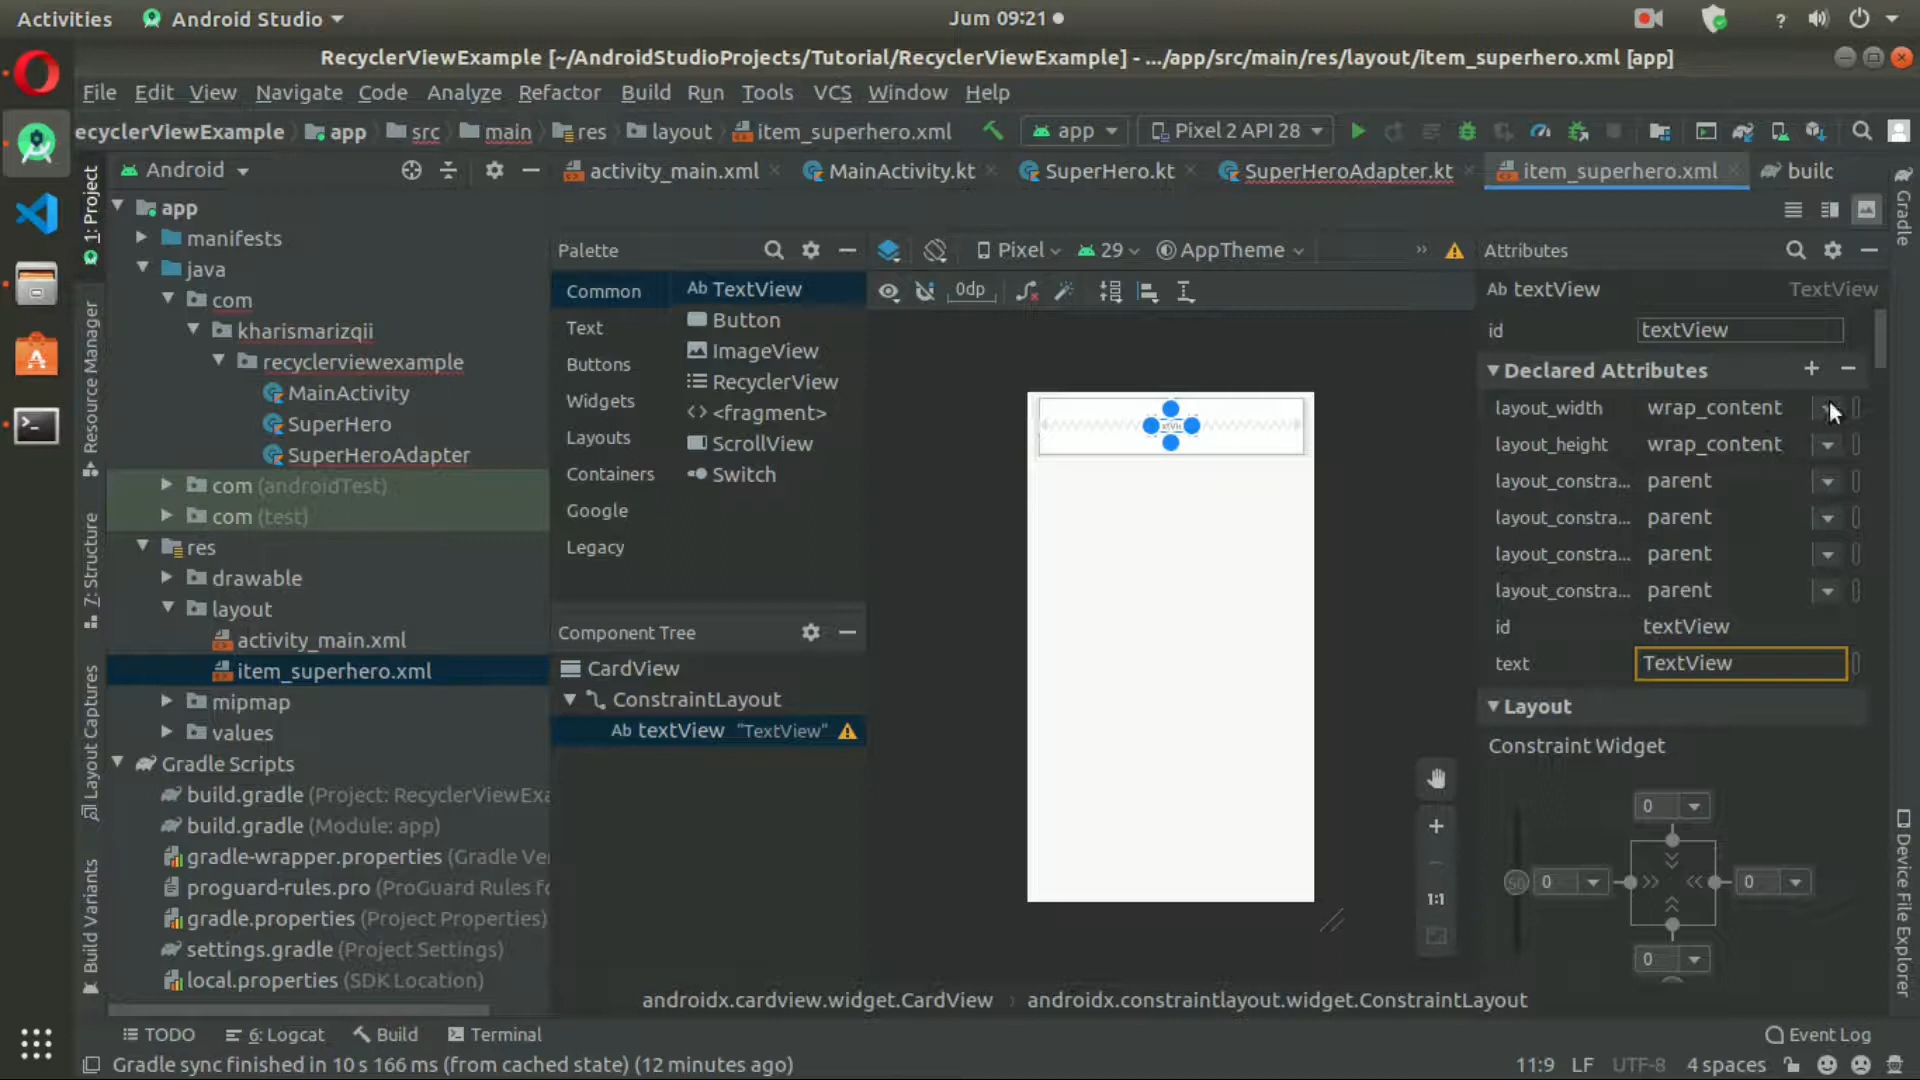 Activities
Android Studio
Jum 09:21
?
RecyclerViewExample [~/AndroidStudioProjects/Tutorial/RecyclerViewExample] - .../app/src/main/res/layout/item_superhero.xml [app]
File Edit View Navigate Code Analyze Refactor Build Run Tools VCS Window Help
ecyclerViewExample app src main res layout item_superhero.xml
app
Pixel 2 API 28
Android
activity_main.xml
MainActivity.kt
SuperHero.kt
SuperHeroAdapter.kt
item_superhero.xml
builc
1: Project
Resource Manager
7: Structure
Layout Captures
Build Variants
app
manifests
java
com
kharismarizqii
recyclerviewexample
MainActivity
SuperHero
SuperHeroAdapter
com (androidTest)
com (test)
res
drawable
layout
activity_main.xml
item_superhero.xml
mipmap
values
Gradle Scripts
build.gradle (Project: RecyclerViewExa
build.gradle (Module: app)
gradle-wrapper.properties (Gradle Ve
proguard-rules.pro (ProGuard Rules fo
gradle.properties (Project Properties)
settings.gradle (Project Settings)
local.properties (SDK Location)
Palette
Common
Text
Buttons
Widgets
Layouts
Containers
Google
Legacy
Ab TextView
Button
ImageView
RecyclerView
<> <fragment>
ScrollView
Switch
Component Tree
CardView
ConstraintLayout
Ab textView "TextView"
Pixel
29
AppTheme
»
0dp
1:1
Attributes
Ab textView TextView
id textView
Declared Attributes
layout_width wrap_content
layout_height wrap_content
layout_constra... parent
layout_constra... parent
layout_constra... parent
layout_constra... parent
id textView
text TextView
Layout
Constraint Widget
0
50
0
0
0
Gradle
Device File Explorer
androidx.cardview.widget.CardView › androidx.constraintlayout.widget.ConstraintLayout
TODO
6: Logcat
Build
Terminal
Event Log
Gradle sync finished in 10 s 166 ms (from cached state) (12 minutes ago)
11:9 LF UTF-8 4 spaces